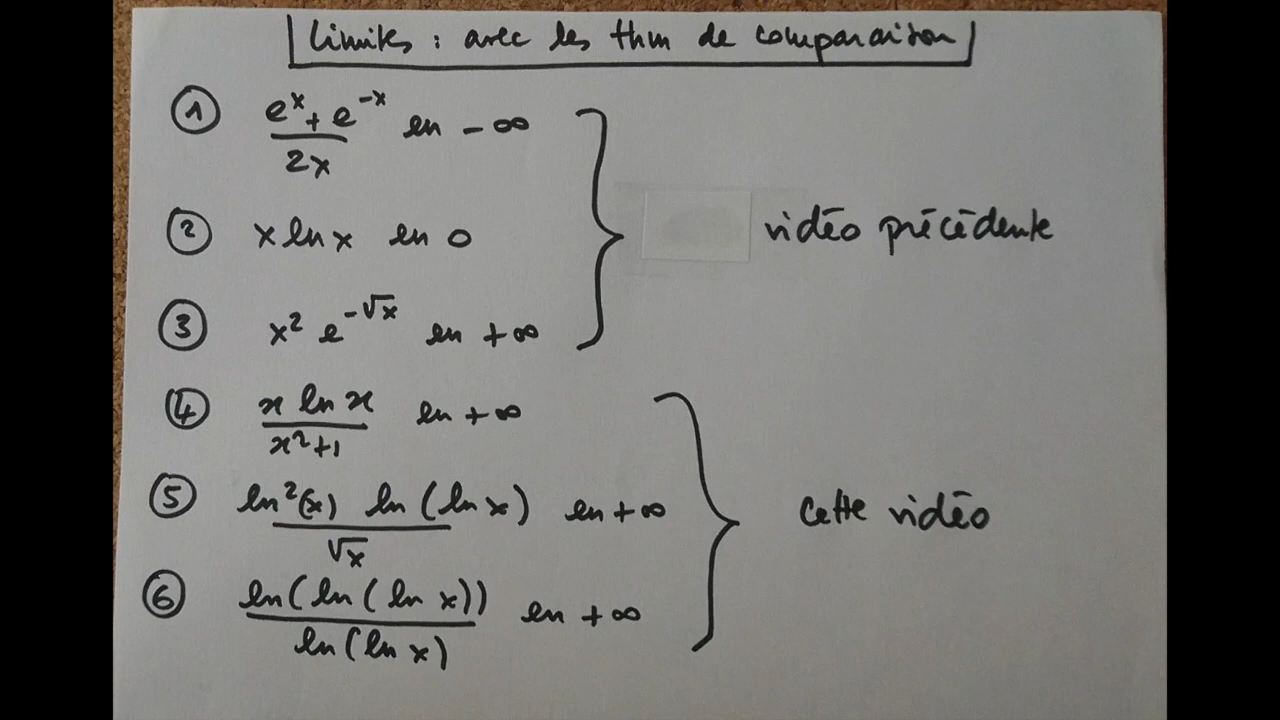 Limites : avec les thm de comparaison
① (e^x + e^-x)/(2x) en -∞
② x ln x en 0
vidéo précédente
③ x² e^-√x en +∞
④ (x ln x)/(x²+1) en +∞
⑤ (ln²(x) ln(ln x))/√x en +∞
cette vidéo
⑥ (ln(ln(ln x)))/(ln(ln x)) en +∞